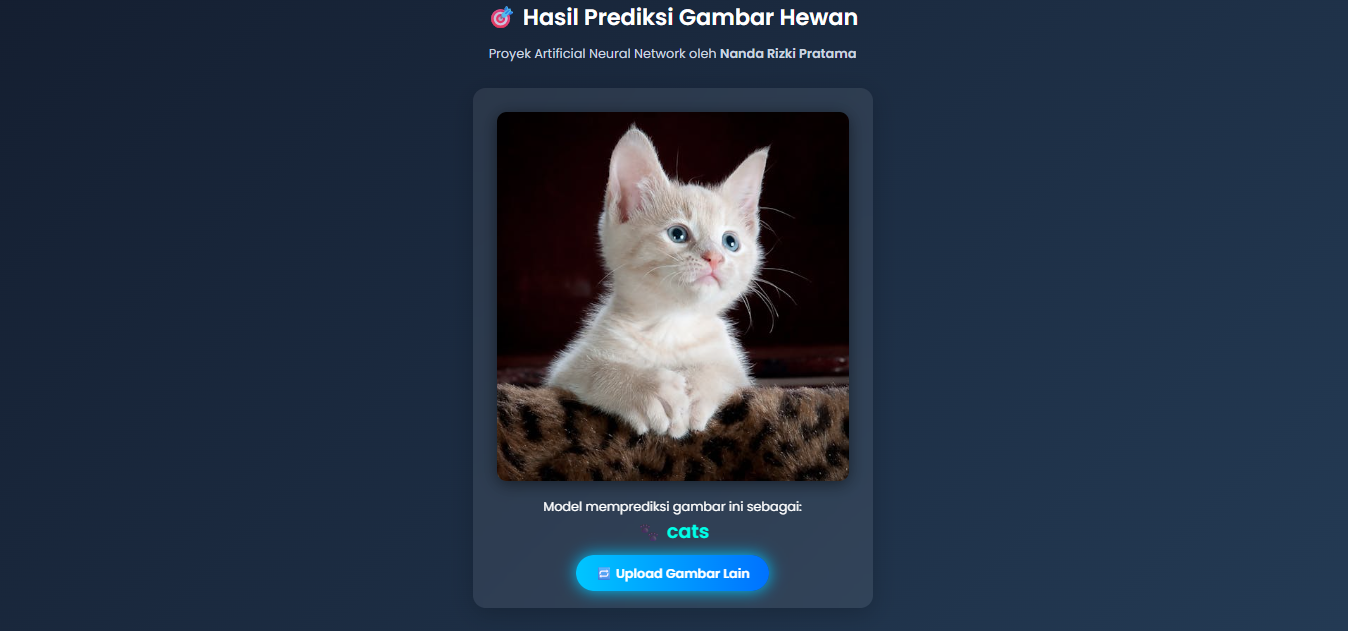 🎯 Hasil Prediksi Gambar Hewan
Proyek Artificial Neural Network oleh Nanda Rizki Pratama
Model memprediksi gambar ini sebagai:
cats
Upload Gambar Lain